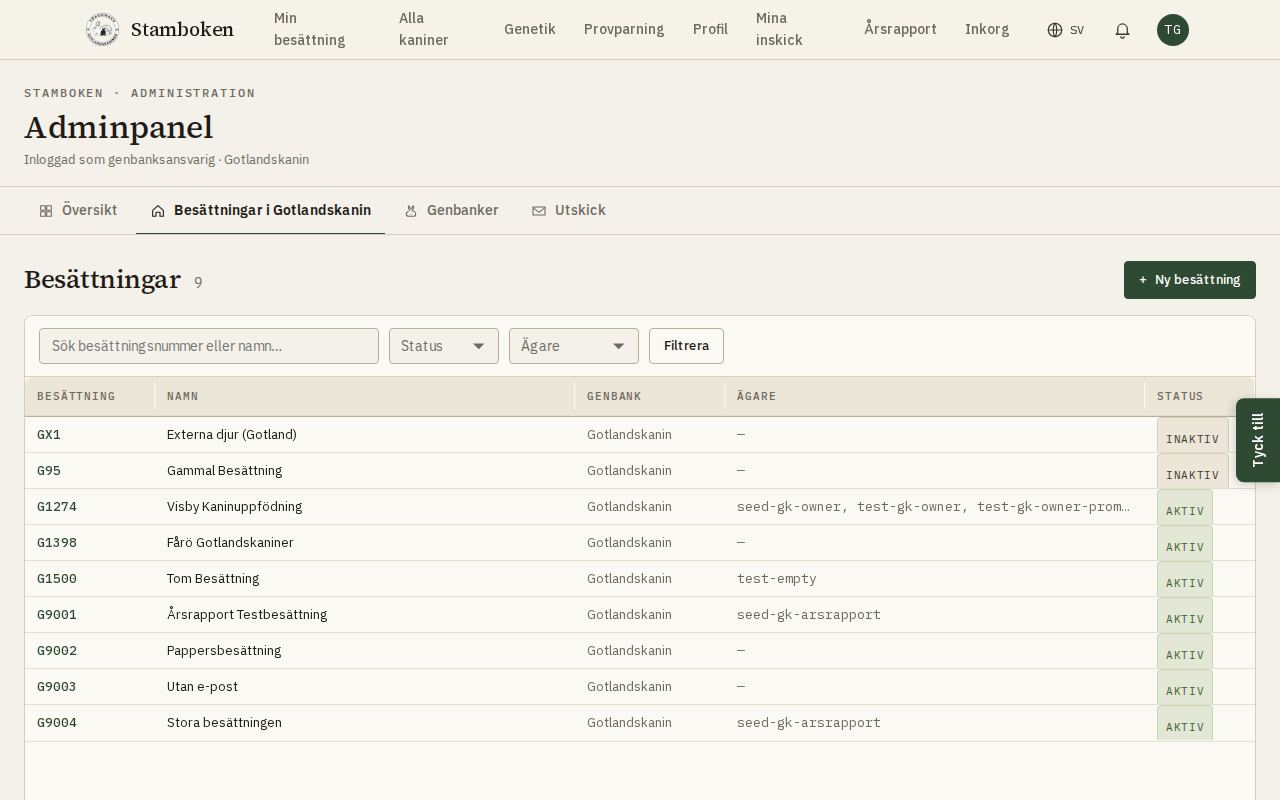 Stamboken
Min besättning
Alla kaniner
Genetik
Provparning
Profil
Mina inskick
Årsrapport
Inkorg
SV
TG
STAMBOKEN · ADMINISTRATION
Adminpanel
Inloggad som genbanksansvarig · Gotlandskanin
Översikt
Besättningar i Gotlandskanin
Genbanker
Utskick
Besättningar 9
+ Ny besättning
Sök besättningsnummer eller namn...
Status
Ägare
Filtrera
BESÄTTNING NAMN GENBANK ÄGARE STATUS
GX1 Externa djur (Gotland) Gotlandskanin — INAKTIV
G95 Gammal Besättning Gotlandskanin — INAKTIV
G1274 Visby Kaninuppfödning Gotlandskanin seed-gk-owner, test-gk-owner, test-gk-owner-prom… AKTIV
G1398 Fårö Gotlandskaniner Gotlandskanin — AKTIV
G1500 Tom Besättning Gotlandskanin test-empty AKTIV
G9001 Årsrapport Testbesättning Gotlandskanin seed-gk-arsrapport AKTIV
G9002 Pappersbesättning Gotlandskanin — AKTIV
G9003 Utan e-post Gotlandskanin — AKTIV
G9004 Stora besättningen Gotlandskanin seed-gk-arsrapport AKTIV
Tyck till